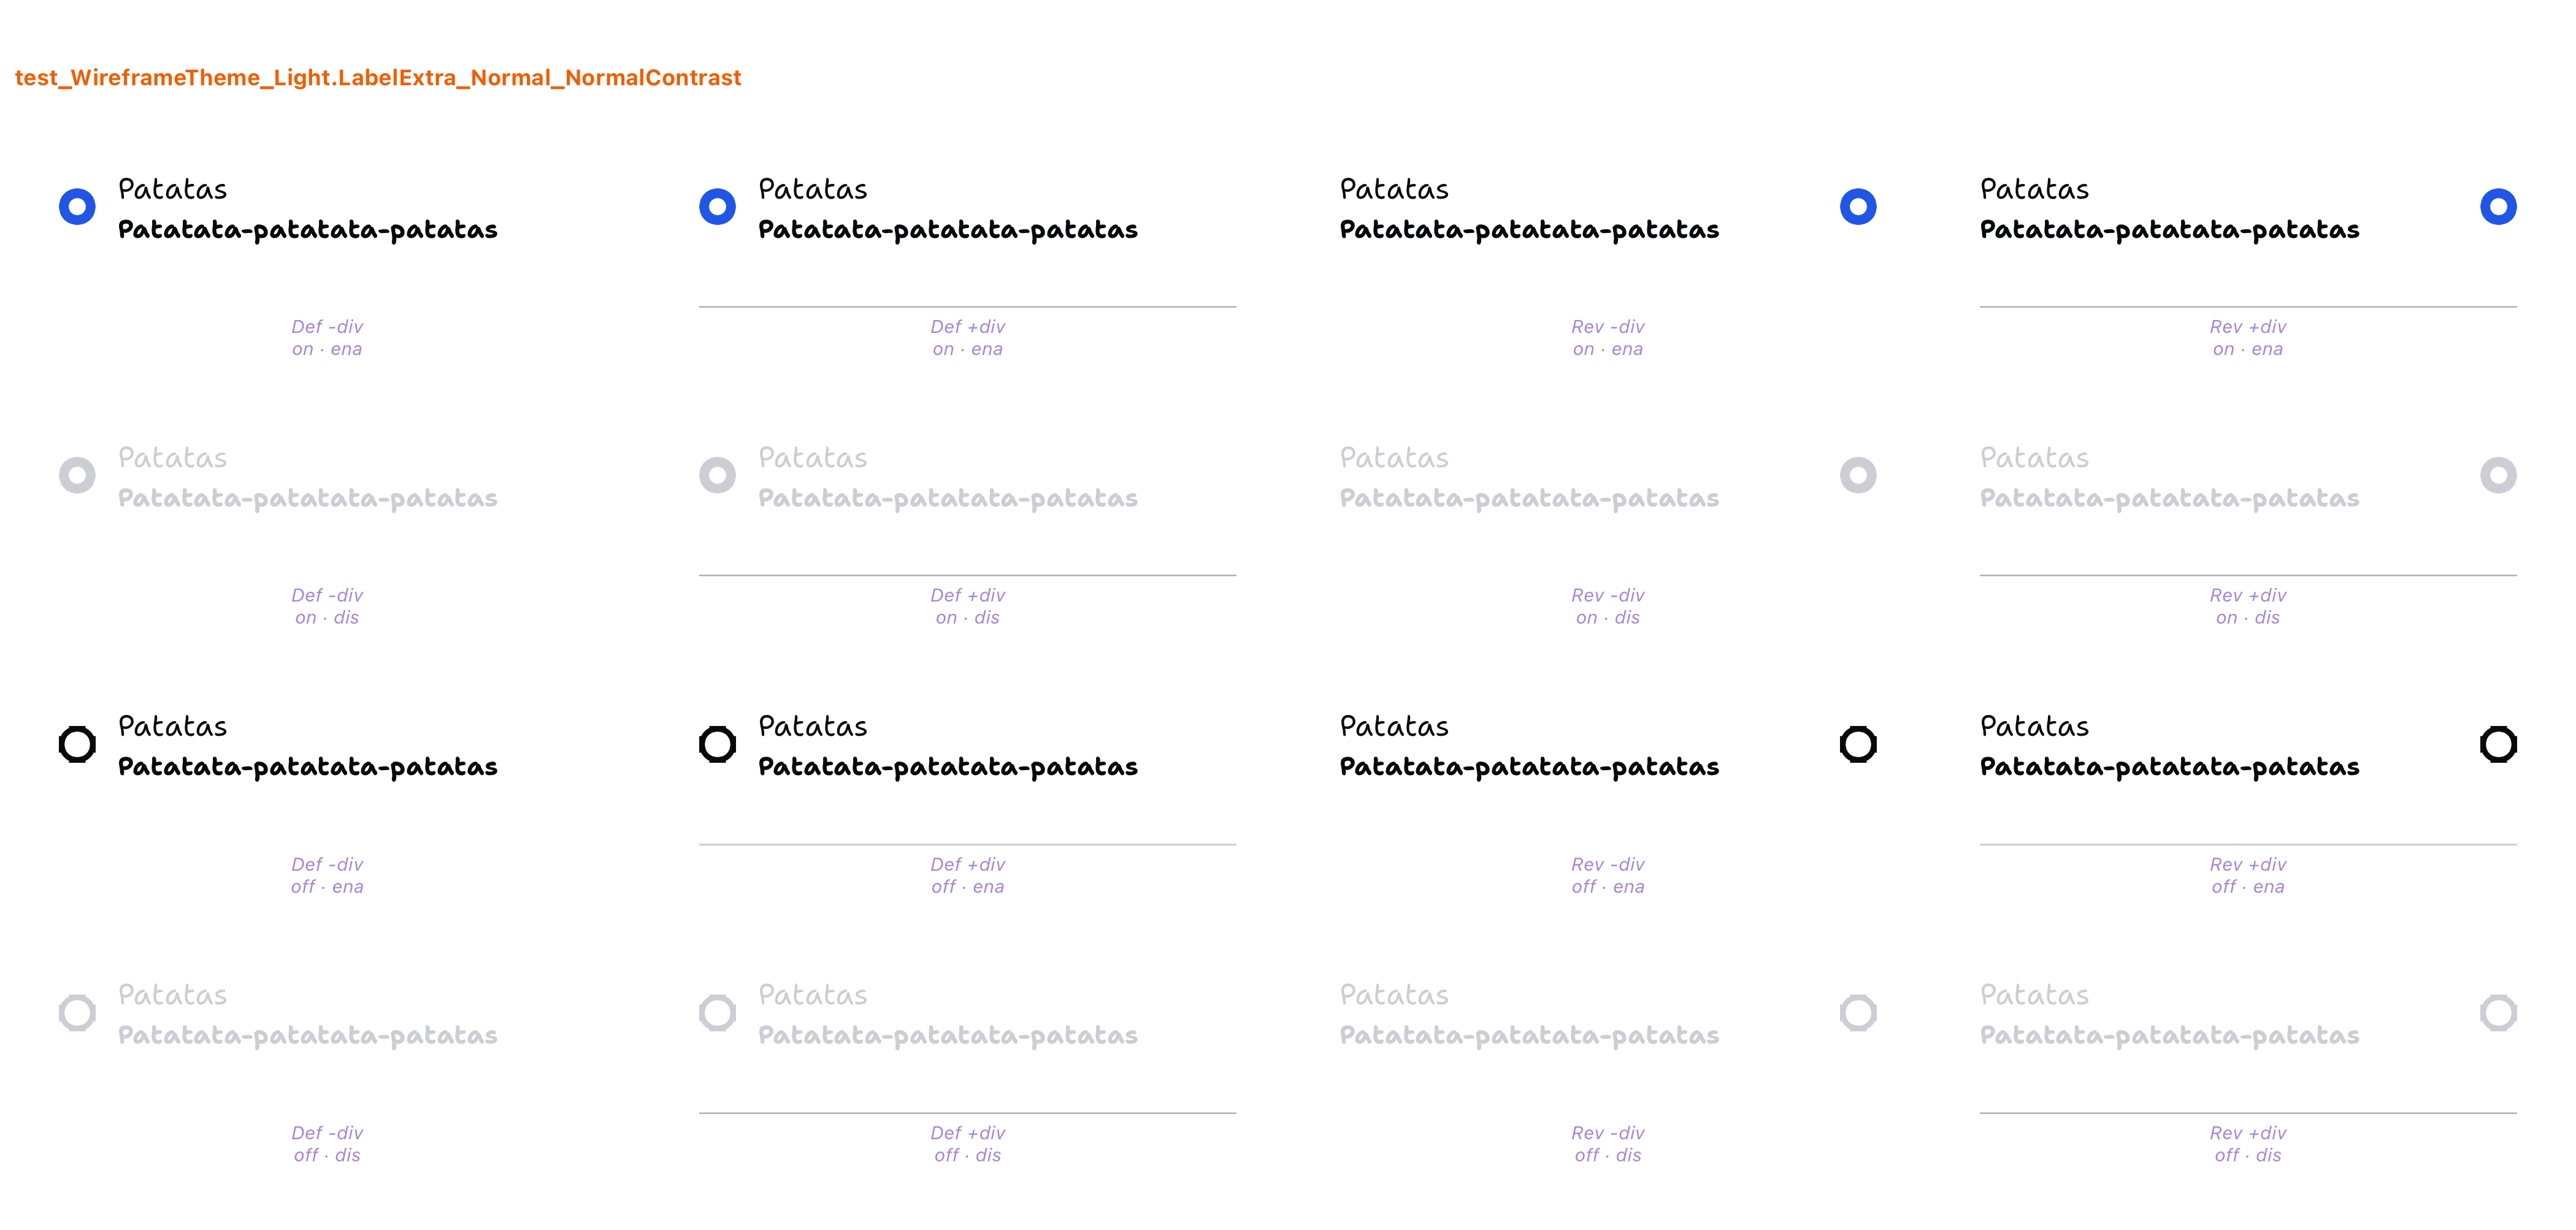 test_WireframeTheme_Light.LabelExtra_Normal_NormalContrast
Patatas
Patatata-patatata-patatas
Def -div
on · ena
Patatas
Patatata-patatata-patatas
Def +div
on · ena
Patatas
Patatata-patatata-patatas
Rev -div
on · ena
Patatas
Patatata-patatata-patatas
Rev +div
on · ena
Patatas
Patatata-patatata-patatas
Def -div
on · dis
Patatas
Patatata-patatata-patatas
Def +div
on · dis
Patatas
Patatata-patatata-patatas
Rev -div
on · dis
Patatas
Patatata-patatata-patatas
Rev +div
on · dis
Patatas
Patatata-patatata-patatas
Def -div
off · ena
Patatas
Patatata-patatata-patatas
Def +div
off · ena
Patatas
Patatata-patatata-patatas
Rev -div
off · ena
Patatas
Patatata-patatata-patatas
Rev +div
off · ena
Patatas
Patatata-patatata-patatas
Def -div
off · dis
Patatas
Patatata-patatata-patatas
Def +div
off · dis
Patatas
Patatata-patatata-patatas
Rev -div
off · dis
Patatas
Patatata-patatata-patatas
Rev +div
off · dis